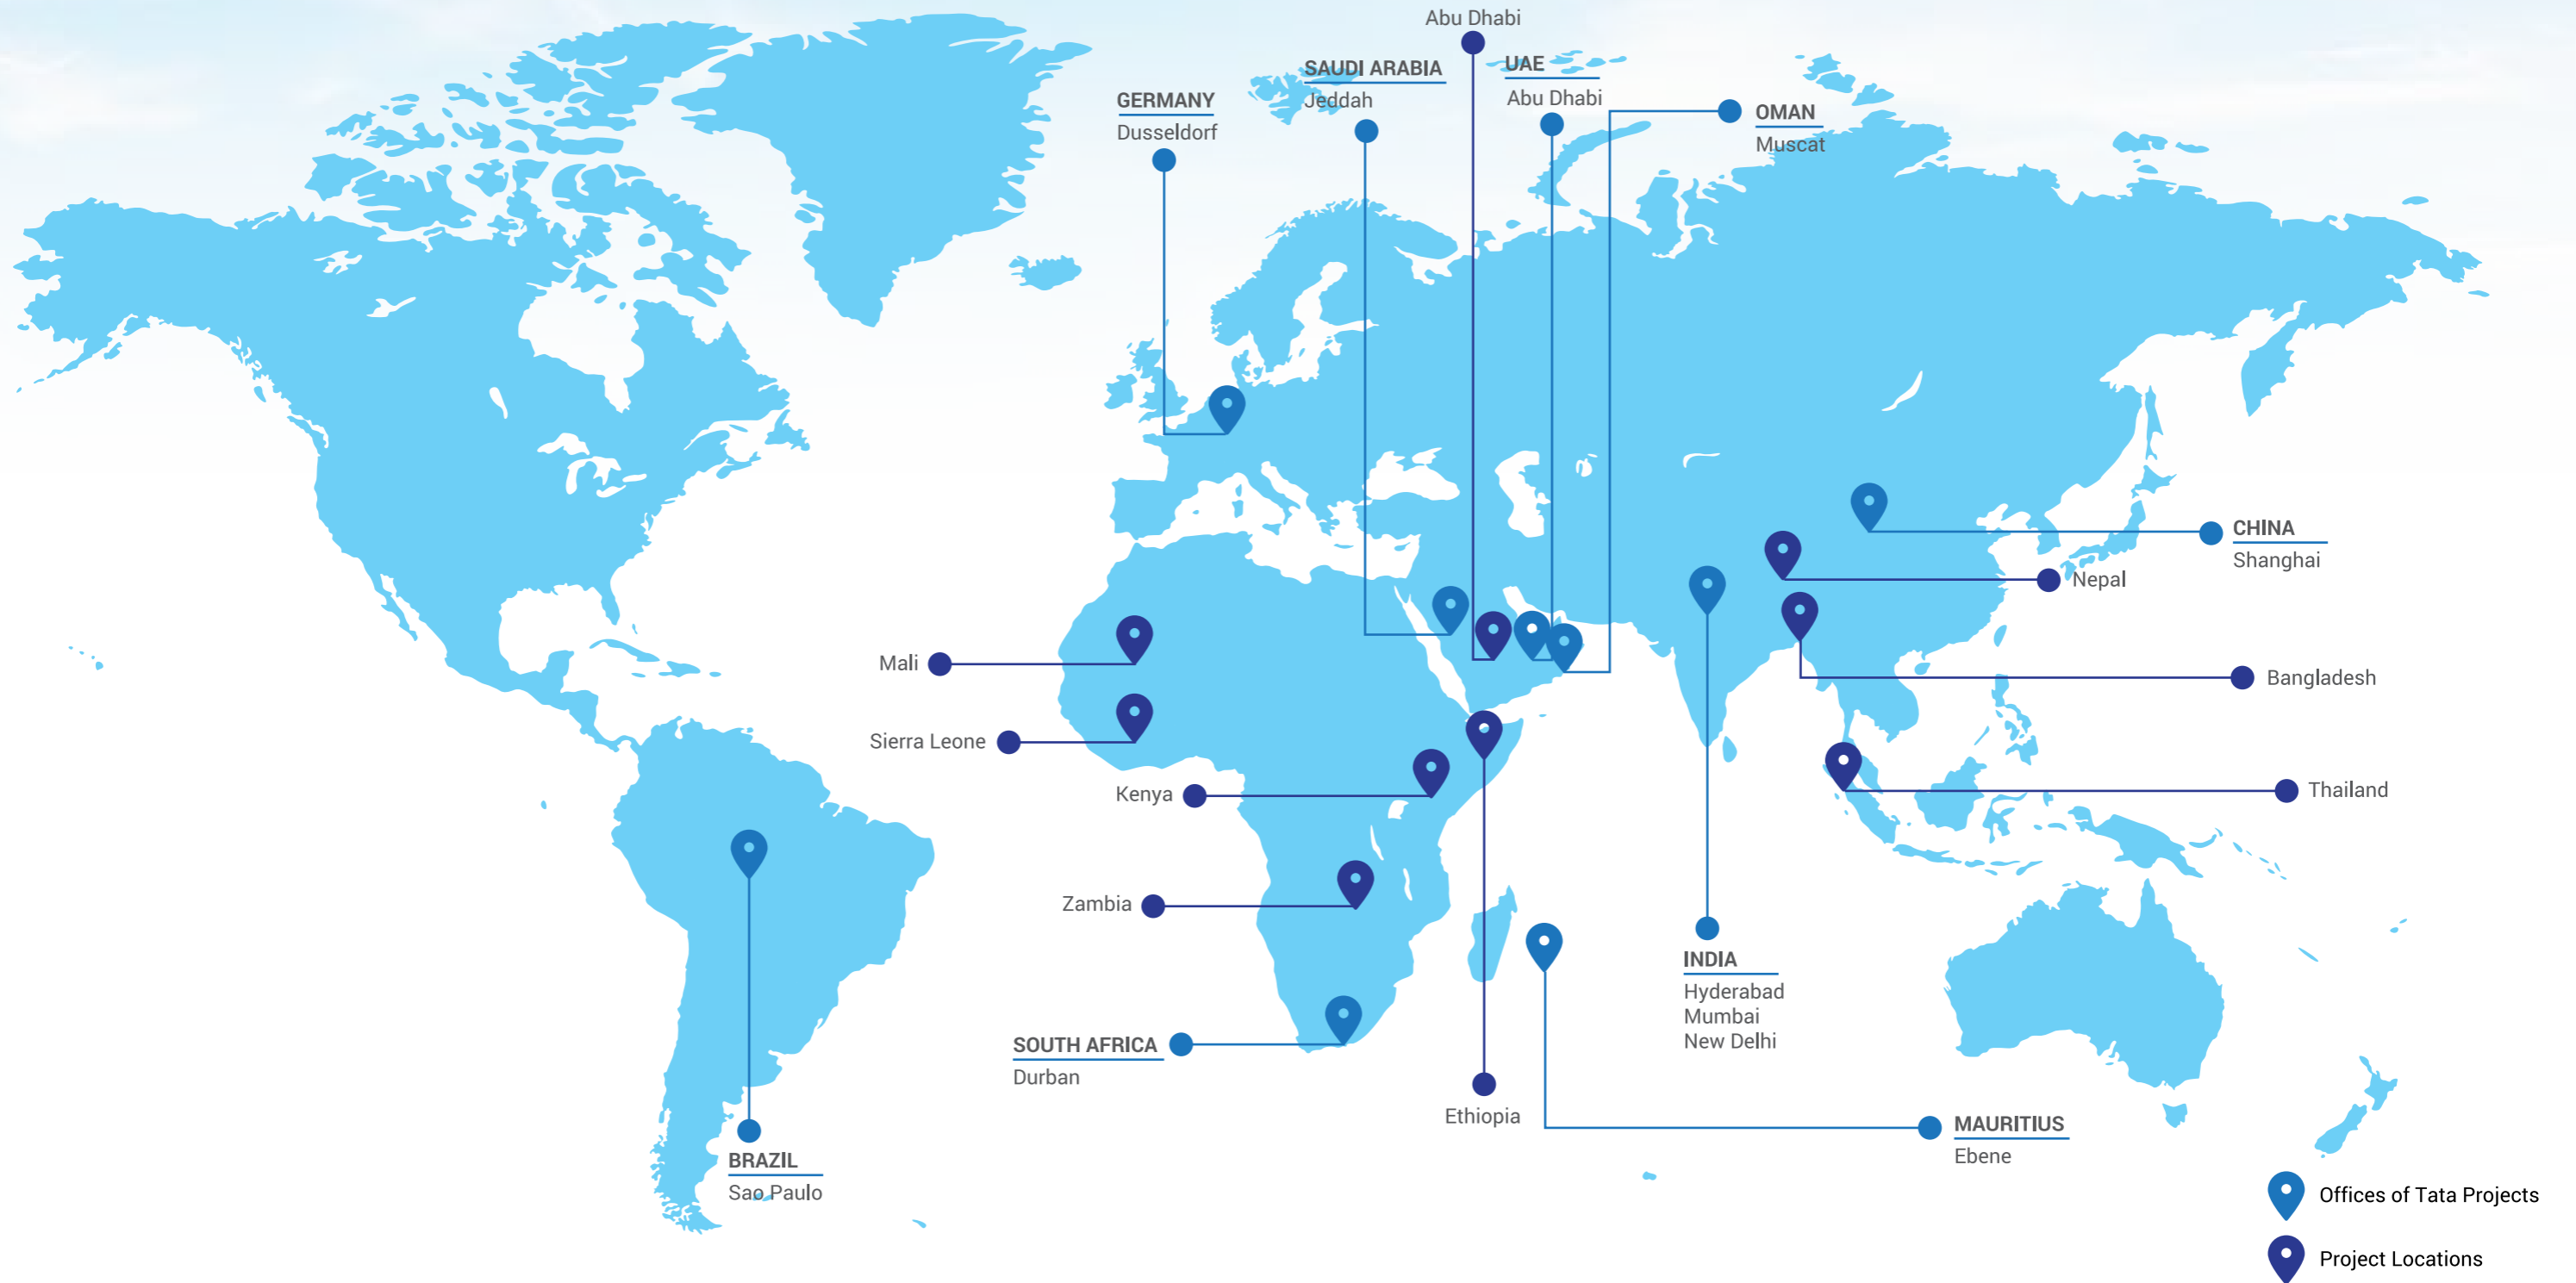 Abu Dhabi
SAUDI ARABIA
Jeddah
UAE
Abu Dhabi
GERMANY
Dusseldorf
OMAN
Muscat
CHINA
Shanghai
Nepal
Mali
Bangladesh
Sierra Leone
Kenya
Thailand
Zambia
INDIA
Hyderabad
Mumbai
New Delhi
SOUTH AFRICA
Durban
Ethiopia
MAURITIUS
Ebene
BRAZIL
Sao Paulo
Offices of Tata Projects
Project Locations